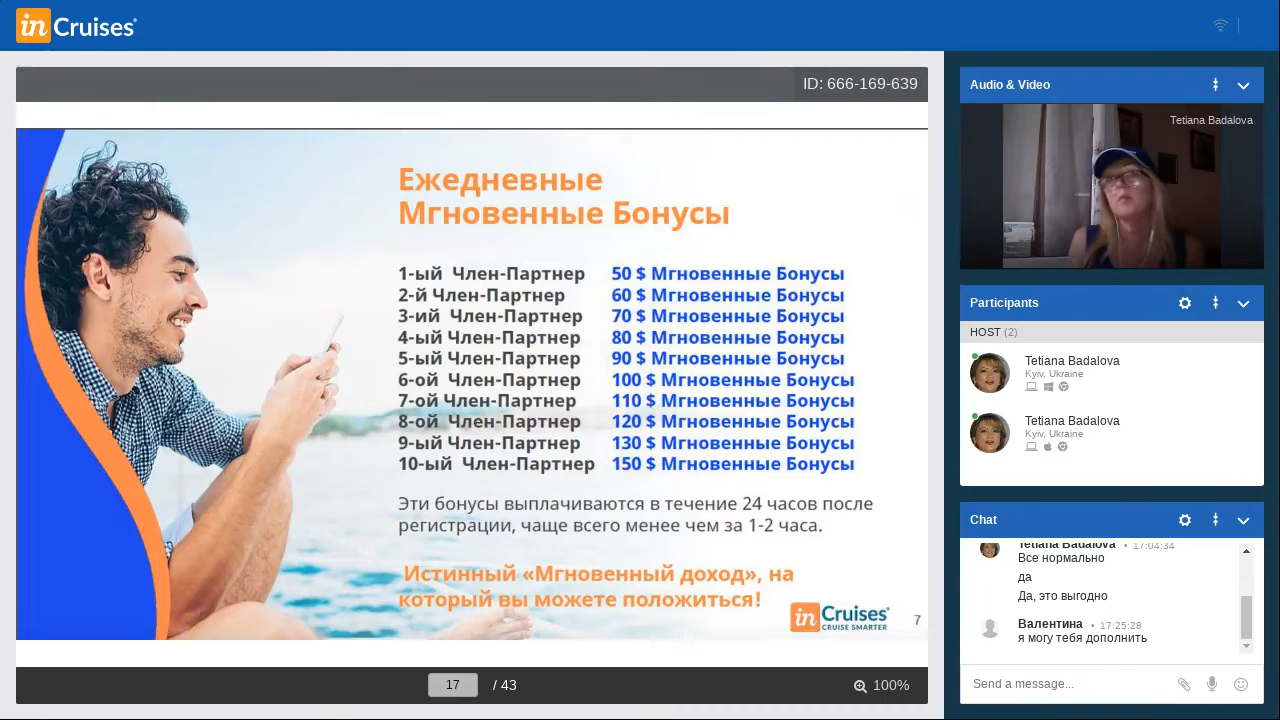 in Cruises
ID: 666-169-639
Ежедневные
Мгновенные Бонусы
1-ый Член-Партнер 50 $ Мгновенные Бонусы
2-й Член-Партнер 60 $ Мгновенные Бонусы
3-ий Член-Партнер 70 $ Мгновенные Бонусы
4-ый Член-Партнер 80 $ Мгновенные Бонусы
5-ый Член-Партнер 90 $ Мгновенные Бонусы
6-ой Член-Партнер 100 $ Мгновенные Бонусы
7-ой Член-Партнер 110 $ Мгновенные Бонусы
8-ой Член-Партнер 120 $ Мгновенные Бонусы
9-ый Член-Партнер 130 $ Мгновенные Бонусы
10-ый Член-Партнер 150 $ Мгновенные Бонусы
Эти бонусы выплачиваются в течение 24 часов после
регистрации, чаще всего менее чем за 1-2 часа.
Истинный «Мгновенный доход», на
который вы можете положиться!
in Cruises
CRUISE SMARTER
7
17 / 43
100%
Audio & Video
Tetiana Badalova
Participants
HOST (2)
Tetiana Badalova
Kyiv, Ukraine
Tetiana Badalova
Kyiv, Ukraine
Chat
Tetiana Badalova • 17:04:34
Все нормально
да
Да, это выгодно
Валентина • 17:25:28
я могу тебя дополнить
Send a message...